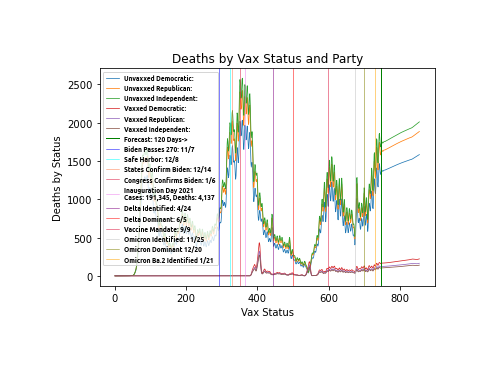 Deaths by Vax Status and Party
Deaths by Status
2500
2000
1500
1000
500
0
Unvaxxed Democratic:
Unvaxxed Republican:
Unvaxxed Independent:
Vaxxed Democratic:
Vaxxed Republican:
Vaxxed Independent:
Forecast: 120 Days->
Biden Passes 270: 11/7
Safe Harbor: 12/8
States Confirm Biden: 12/14
Congress Confirms Biden: 1/6
Inauguration Day 2021
Cases: 191,345, Deaths: 4,137
Delta Identified: 4/24
Delta Dominant: 6/5
Vaccine Mandate: 9/9
Omicron Identified: 11/25
Omicron Dominant 12/20
Omicron Ba.2 Identified 1/21
0 200 400 600 800
Vax Status